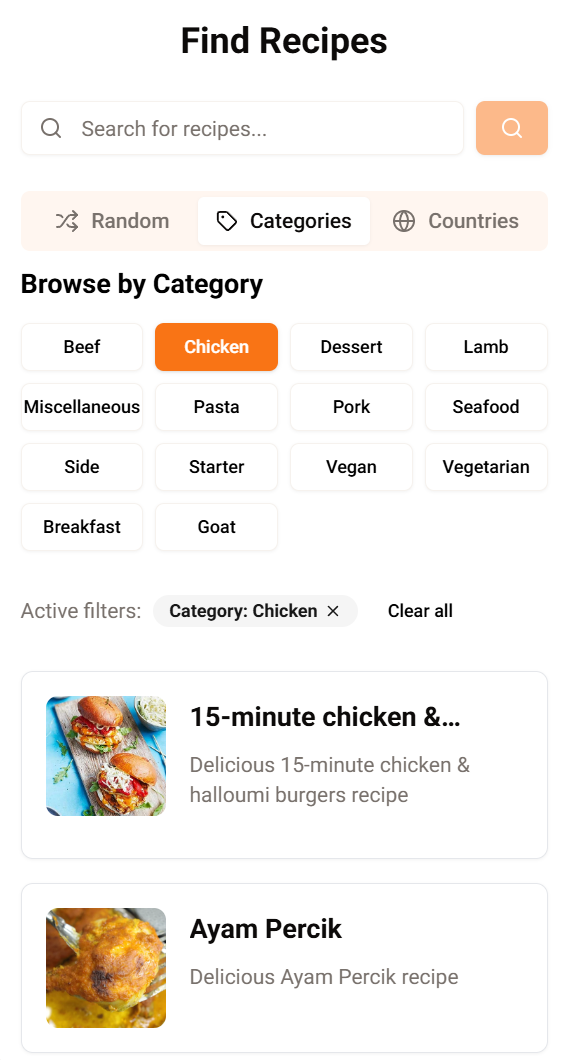 Find Recipes
Search for recipes...
Random Categories Countries
Browse by Category
Beef Chicken Dessert Lamb
Miscellaneous Pasta Pork Seafood
Side Starter Vegan Vegetarian
Breakfast Goat
Active filters: Category: Chicken × Clear all
15-minute chicken &...
Delicious 15-minute chicken &
halloumi burgers recipe
Ayam Percik
Delicious Ayam Percik recipe